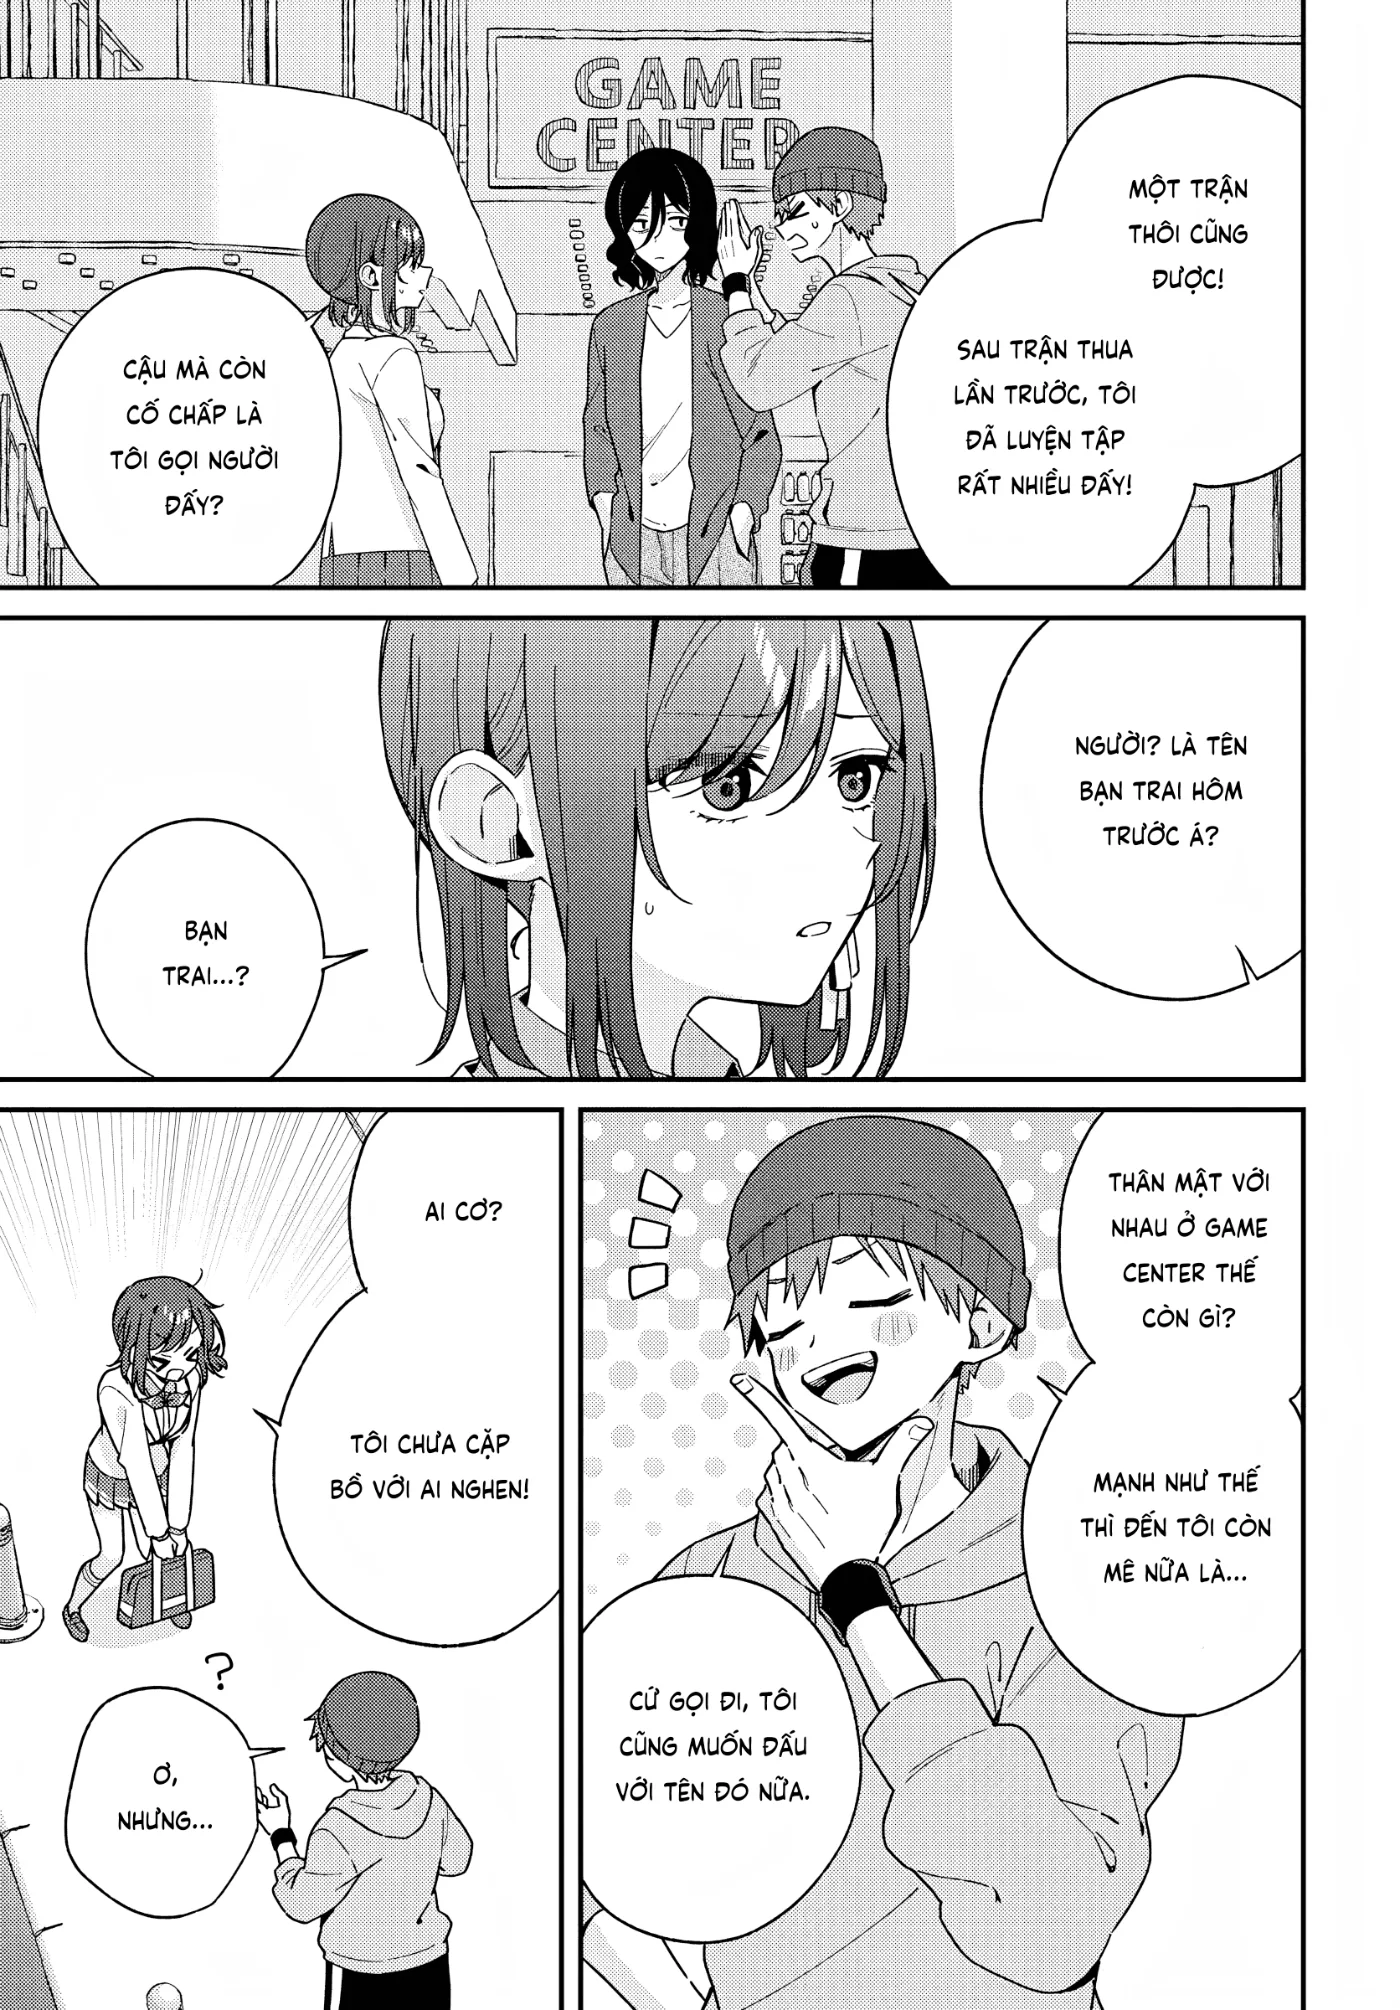 GAME
CENTER
MỘT TRẬN
THÔI CŨNG
ĐƯỢC!
SAU TRẬN THUA
LẦN TRƯỚC, TÔI
ĐÃ LUYỆN TẬP
RẤT NHIỀU ĐẤY!
CẬU MÀ CÒN
CỐ CHẤP LÀ
TÔI GỌI NGƯỜI
ĐẤY?
NGƯỜI? LÀ TÊN
BẠN TRAI HÔM
TRƯỚC Á?
BẠN
TRAI...?
THÂN MẬT VỚI
NHAU Ở GAME
CENTER THẾ
CÒN GÌ?
MẠNH NHƯ THẾ
THÌ ĐẾN TÔI CÒN
MÊ NỮA LÀ...
CỨ GỌI ĐI, TÔI
CŨNG MUỐN ĐẤU
VỚI TÊN ĐÓ NỮA.
AI CƠ?
TÔI CHƯA CẶP
BỒ VỚI AI NGHEN!
?
Ơ,
NHƯNG...